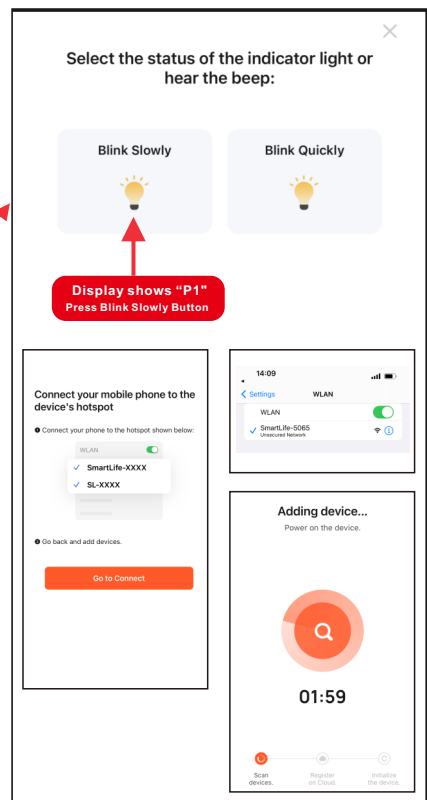 Select the status of the indicator light or
hear the beep:
Blink Slowly
Blink Quickly
Display shows “P1"
Press Blink Slowly Button
Connect your mobile phone to the
device's hotspot
❶ Connect your phone to the hotspot shown below:
WLAN
✓ SmartLife-XXXX
✓ SL-XXXX
❷ Go back and add devices.
Go to Connect
14:09
Settings
WLAN
WLAN
✓ SmartLife-5065
Unsecured Network
Adding device...
Power on the device.
01:59
Scan
devices.
Register
on Cloud.
Initialize
the device.